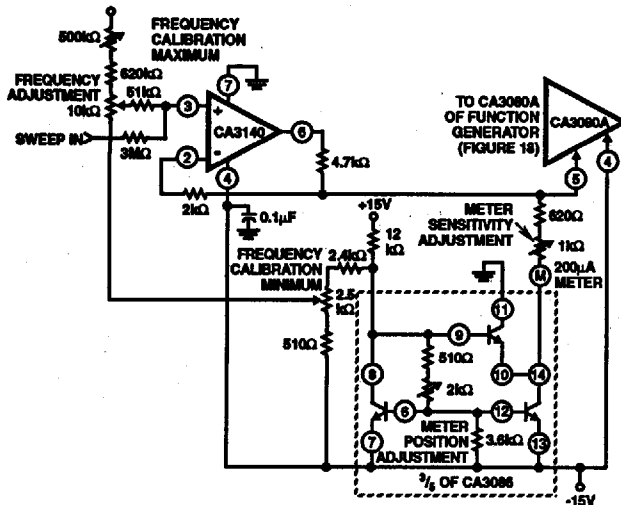 500kΩ
FREQUENCY
CALIBRATION
MAXIMUM
620kΩ
FREQUENCY
ADJUSTMENT
10kΩ
51kΩ
SWEEP IN
3MΩ
7
3
+
CA3140
6
2
-
4
4.7kΩ
2kΩ
0.1µF
TO CA3080A
OF FUNCTION
GENERATOR
(FIGURE 18)
CA3080A
4
5
+15V
12
kΩ
METER
SENSITIVITY
ADJUSTMENT
620Ω
1kΩ
M
200µA
METER
FREQUENCY
CALIBRATION
MINIMUM
2.4kΩ
2.5
kΩ
510Ω
11
9
510Ω
10
14
8
2kΩ
6
12
7
METER
POSITION
ADJUSTMENT
3.6kΩ
13
3/5 OF CA3086
-15V